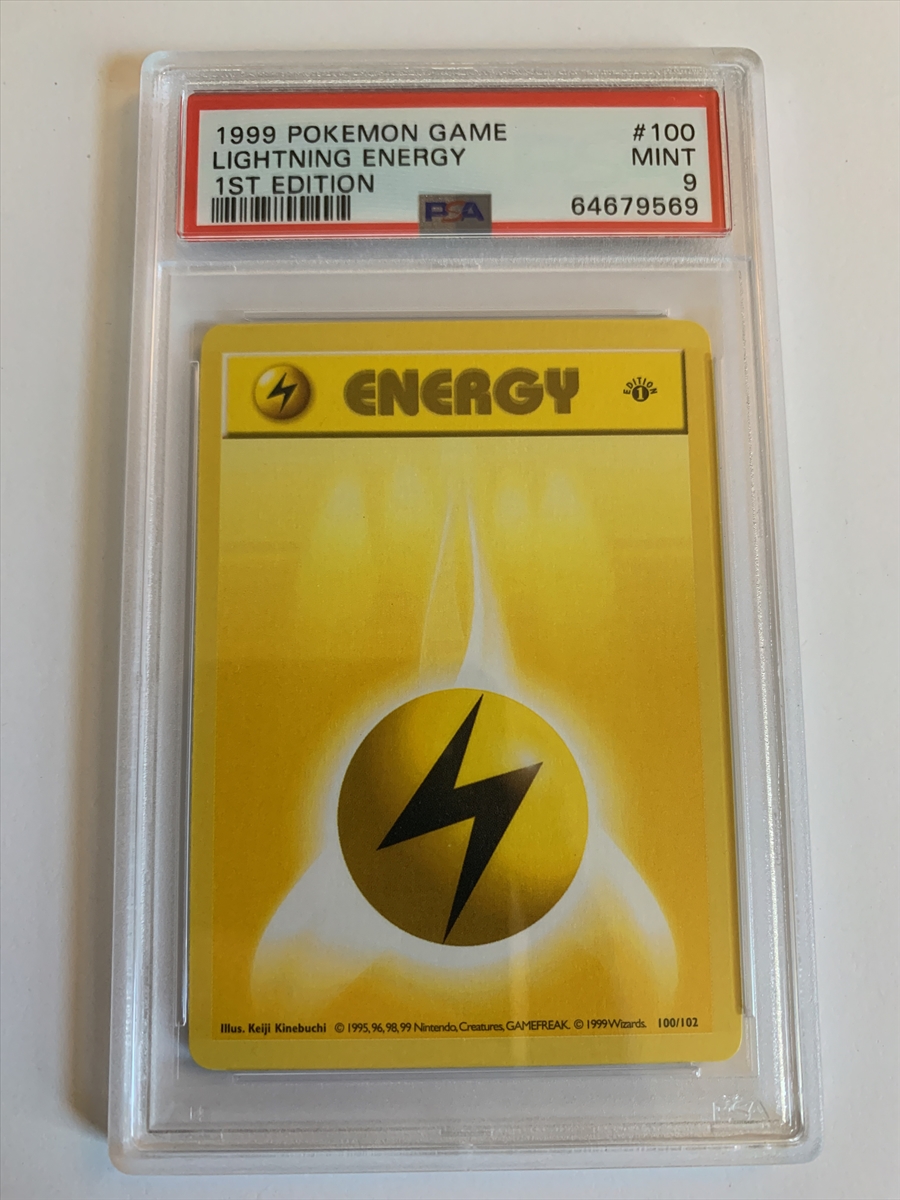 1999 POKEMON GAME #100
LIGHTNING ENERGY MINT
1ST EDITION 9
PSA 64679569
ENERGY EDITION 1
Illus. Keiji Kinebuchi © 1995, 96, 98, 99 Nintendo, Creatures, GAMEFREAK. © 1999 Wizards. 100/102